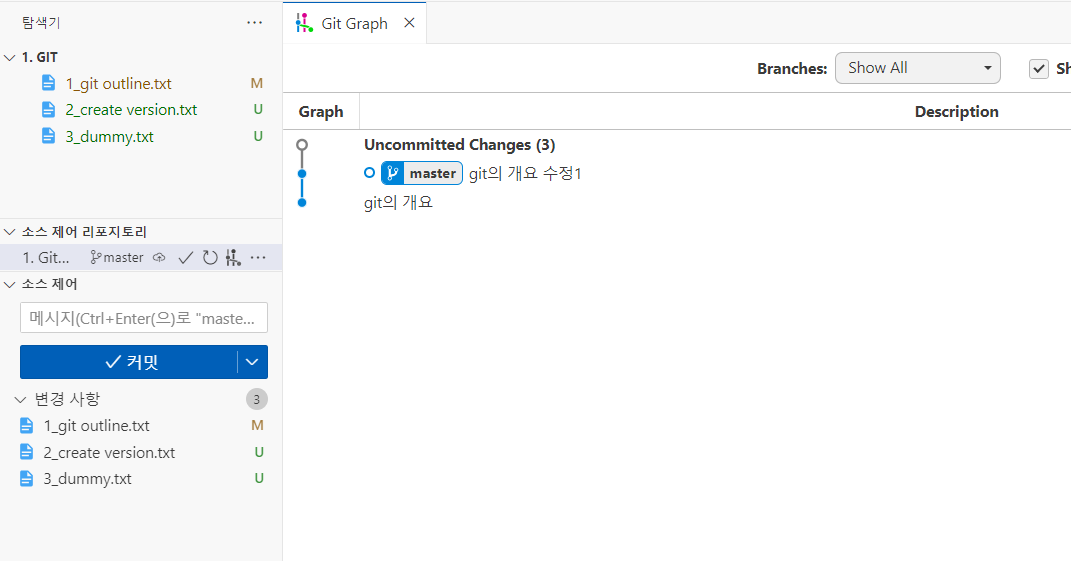 탐색기 ...
1. GIT
1_git outline.txt M
2_create version.txt U
3_dummy.txt U
소스 제어 리포지토리
1. Git... master ...
소스 제어
메시지(Ctrl+Enter(으)로 "maste...
커밋
변경 사항 3
1_git outline.txt M
2_create version.txt U
3_dummy.txt U
Git Graph
Branches: Show All Sh
Graph Description
Uncommitted Changes (3)
master git의 개요 수정1
git의 개요